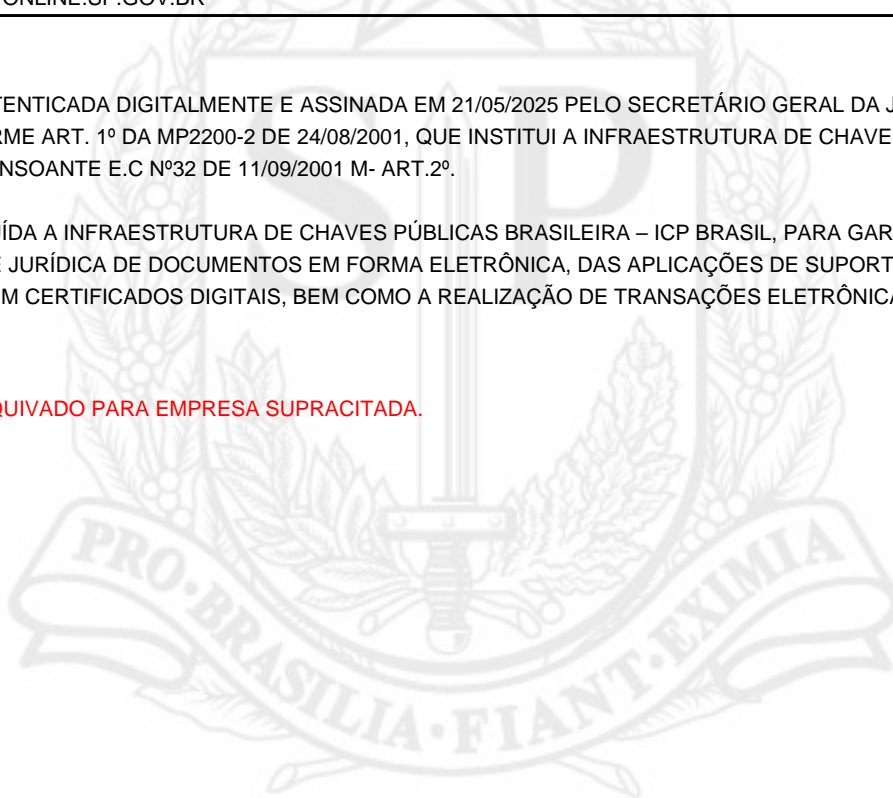 ONLINE.SP.GOV.BR
TENTICADA DIGITALMENTE E ASSINADA EM 21/05/2025 PELO SECRETÁRIO GERAL DA J
RME ART. 1º DA MP2200-2 DE 24/08/2001, QUE INSTITUI A INFRAESTRUTURA DE CHAVE
NSOANTE E.C Nº32 DE 11/09/2001 M- ART.2º.
ÍDA A INFRAESTRUTURA DE CHAVES PÚBLICAS BRASILEIRA – ICP BRASIL, PARA GAR
E JURÍDICA DE DOCUMENTOS EM FORMA ELETRÔNICA, DAS APLICAÇÕES DE SUPORT
M CERTIFICADOS DIGITAIS, BEM COMO A REALIZAÇÃO DE TRANSAÇÕES ELETRÔNICA
QUIVADO PARA EMPRESA SUPRACITADA.
SP
PRO·BRASILIA·FIANT·EXIMIA